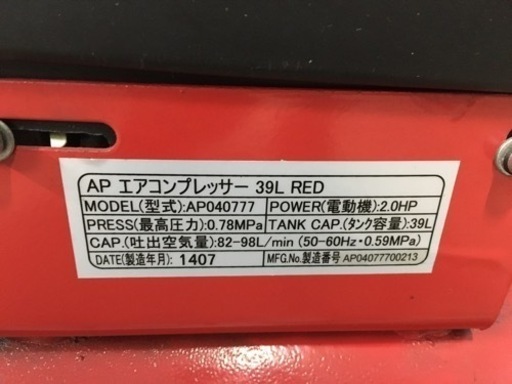 AP エアコンプレッサー 39L RED
MODEL(型式):AP040777 POWER(電動機):2.0HP
PRESS(最高圧力):0.78MPa TANK CAP.(タンク容量):39L
CAP.(吐出空気量):82-98L/min (50-60Hz・0.59MPa)
DATE(製造年月): 1407 MFG.No.製造番号 AP04077700213